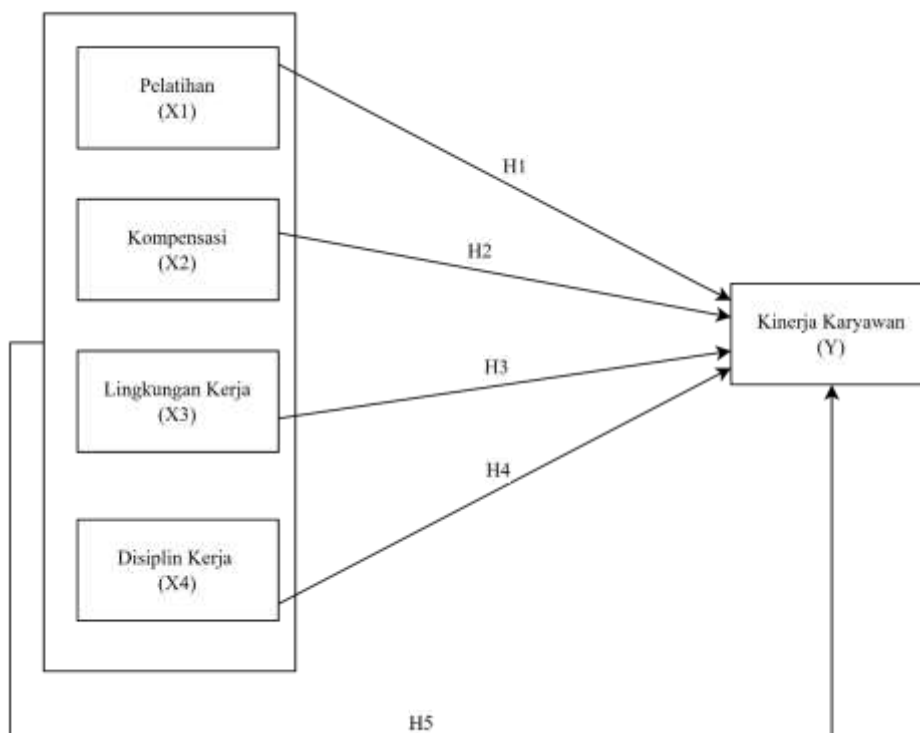 Pelatihan
(X1)
H1
Kompensasi
(X2)
H2
Kinerja Karyawan
(Y)
Lingkungan Kerja
(X3)
H3
H4
Disiplin Kerja
(X4)
H5